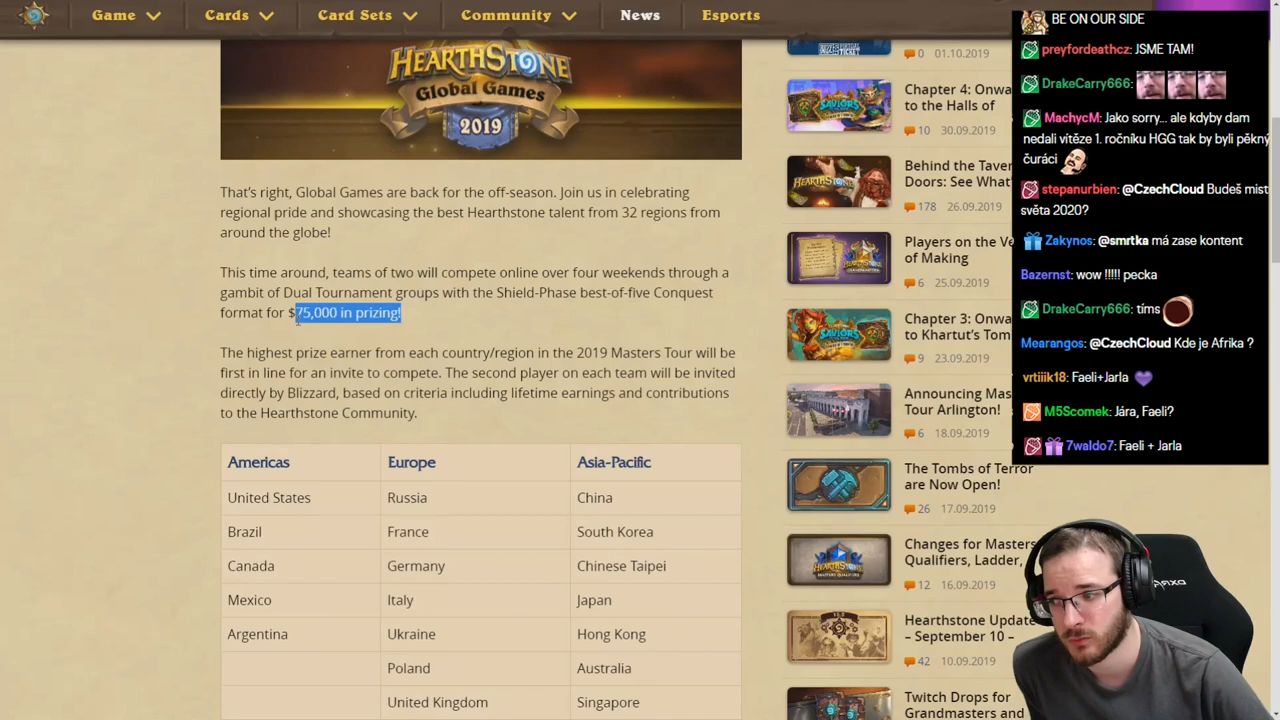 Game
Cards
Card Sets
Community
News
Esports
HEARTHSTONE
Global Games
2019
That's right, Global Games are back for the off-season. Join us in celebrating
regional pride and showcasing the best Hearthstone talent from 32 regions from
around the globe!
This time around, teams of two will compete online over four weekends through a
gambit of Dual Tournament groups with the Shield-Phase best-of-five Conquest
format for $75,000 in prizing!
The highest prize earner from each country/region in the 2019 Masters Tour will be
first in line for an invite to compete. The second player on each team will be invited
directly by Blizzard, based on criteria including lifetime earnings and contributions
to the Hearthstone Community.
Americas Europe Asia-Pacific
United States Russia China
Brazil France South Korea
Canada Germany Chinese Taipei
Mexico Italy Japan
Argentina Ukraine Hong Kong
Poland Australia
United Kingdom Singapore
0 01.10.2019
Chapter 4: Onwa
to the Halls of
10 30.09.2019
Behind the Taver
Doors: See What'
178 26.09.2019
Players on the Ve
of Making
6 25.09.2019
Chapter 3: Onwa
to Khartut's Tom
9 23.09.2019
Announcing Mas
Tour Arlington!
6 18.09.2019
The Tombs of Terror
are Now Open!
26 17.09.2019
Changes for Masters
Qualifiers, Ladder,
12 16.09.2019
Hearthstone Update
– September 10 –
42 10.09.2019
Twitch Drops for
Grandmasters and
BE ON OUR SIDE
preyfordeathcz: JSME TAM!
DrakeCarry666:
MachycM: Jako sorry... ale kdyby dam
nedali vítěze 1. ročníku HGG tak by byli pěkný
čuráci
stepanurbien: @CzechCloud Budeš mist
světa 2020?
Zakynos: @smrtka má zase kontent
Bazernst: wow !!!!! pecka
DrakeCarry666: tíms
Mearangos: @CzechCloud Kde je Afrika ?
vrtiiik18: Faeli+Jarla
M5Scomek: Jára, Faeli?
7waldo7: Faeli + Jarla